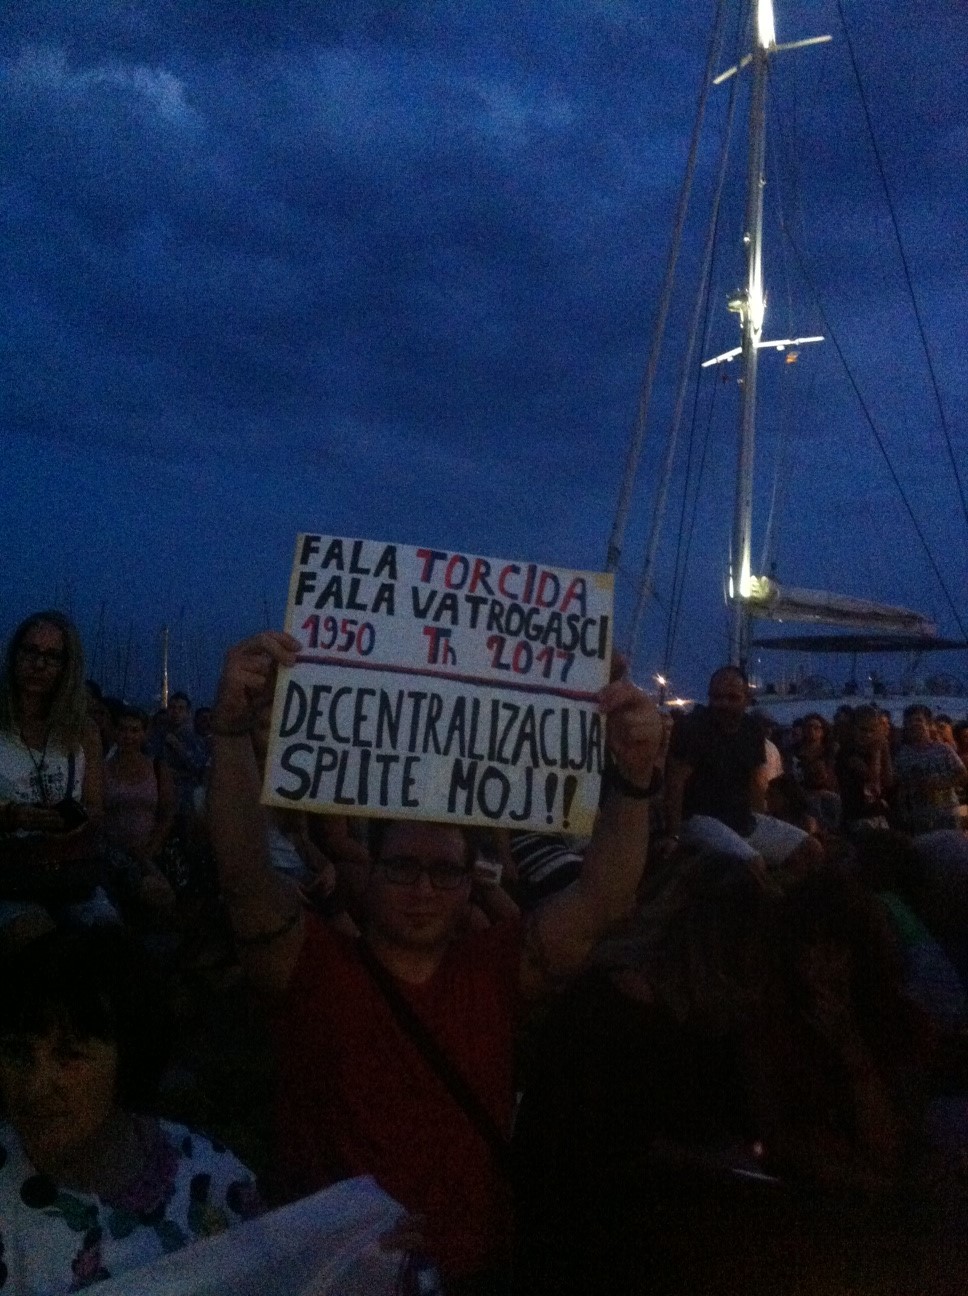 FALA TORCIDA
FALA VATROGASCI
1950 Th 2017
DECENTRALIZACIJA
SPLITE MOJ!!